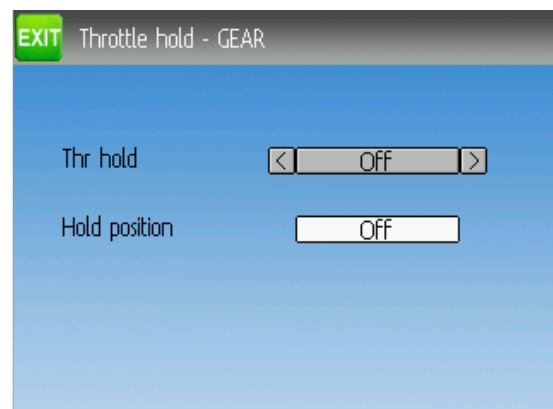 EXIT Throttle hold - GEAR
Thr hold < Off >
Hold position Off